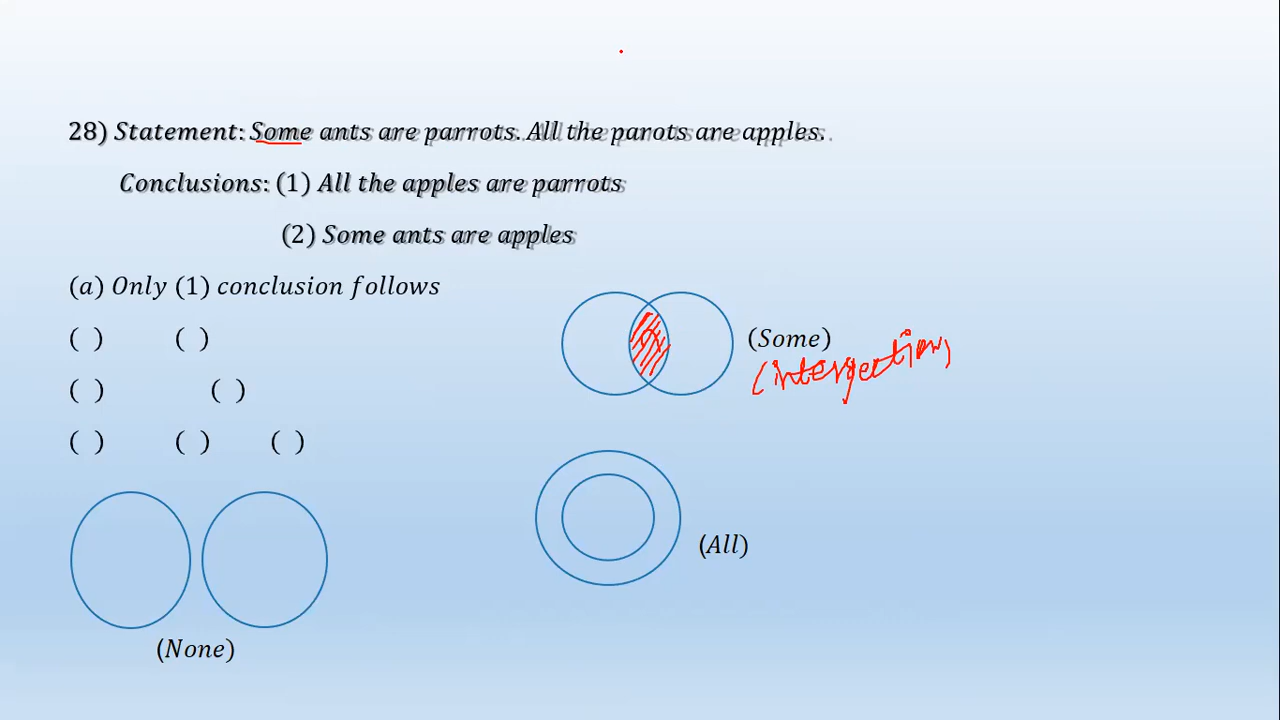 28) Statement: Some ants are parrots. All the parots are apples.
Conclusions: (1) All the apples are parrots
(2) Some ants are apples
(a) Only (1) conclusion follows
( ) ( )
( ) ( )
( ) ( ) ( )
(Some)
(intersection)
(All)
(None)